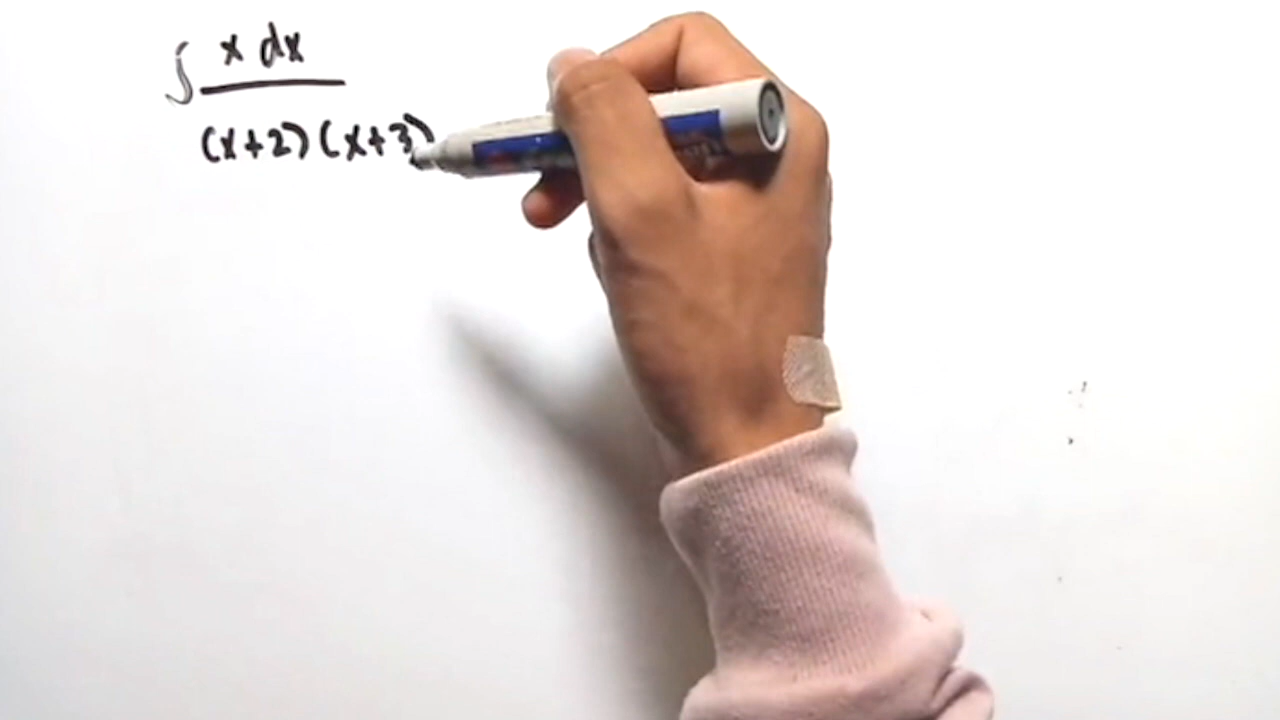 ∫ x dx
(x+2)(x+3)